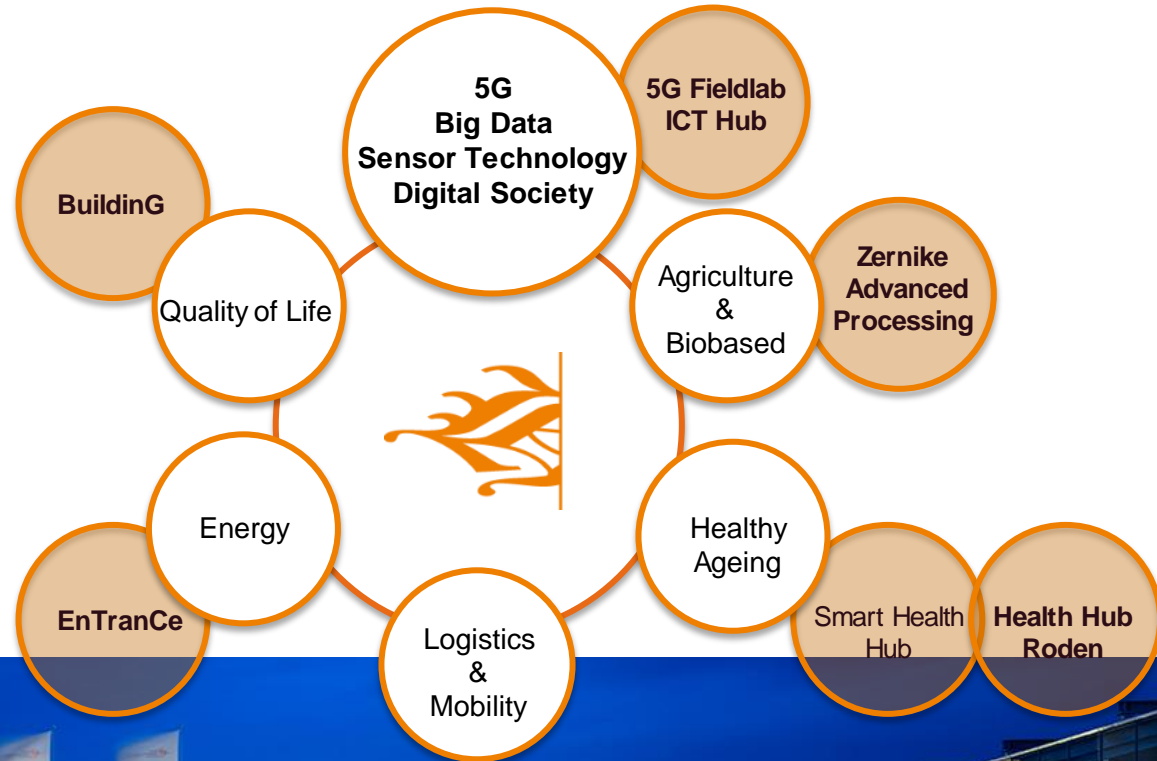 5G
Big Data
Sensor Technology
Digital Society
5G Fieldlab
ICT Hub
BuildinG
Quality of Life
Agriculture
&
Biobased
Zernike
Advanced
Processing
Energy
EnTranCe
Healthy
Ageing
Smart Health
Hub
Health Hub
Roden
Logistics
&
Mobility